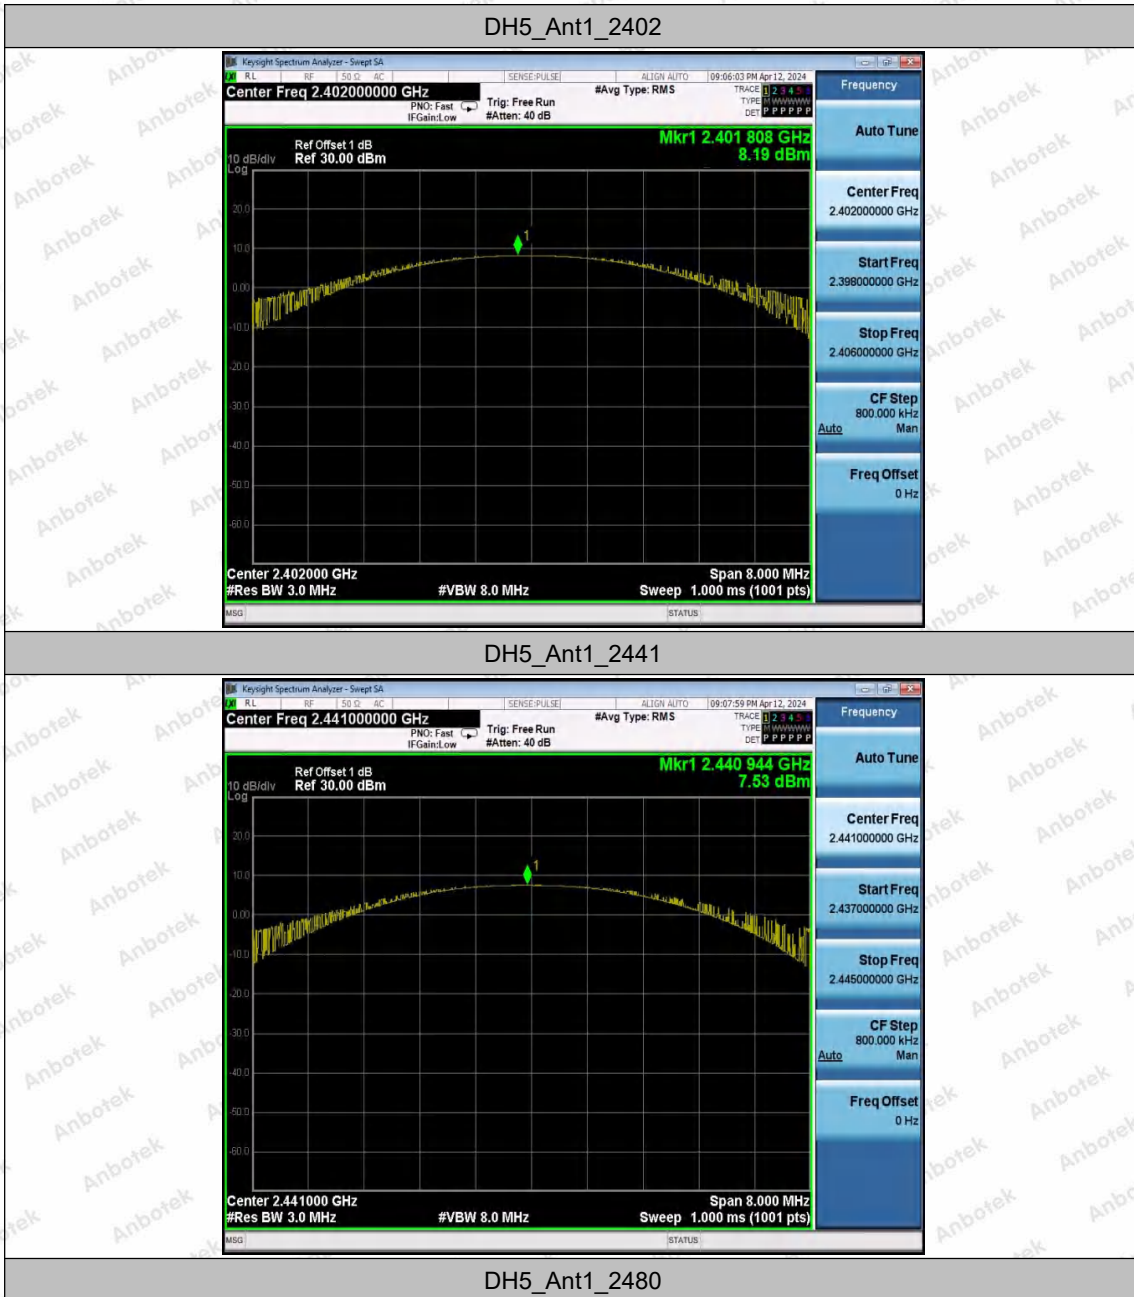 DH5_Ant1_2402
Keysight Spectrum Analyzer - Swept SA
RL RF 50 Ω AC SENSE:PULSE ALIGN AUTO 09:06:03 PM Apr 12, 2024
Center Freq 2.402000000 GHz
#Avg Type: RMS
TRACE 1 2 3 4 5 6
PNO: Fast
Trig: Free Run
TYPE M WWWWW
IFGain:Low
#Atten: 40 dB
DET P P P P P P
Mkr1 2.401 808 GHz
8.19 dBm
Ref Offset 1 dB
10 dB/div Ref 30.00 dBm
Log
20.0
10.0
0.00
-10.0
-20.0
-30.0
-40.0
-50.0
-60.0
1
Center 2.402000 GHz Span 8.000 MHz
#Res BW 3.0 MHz #VBW 8.0 MHz Sweep 1.000 ms (1001 pts)
MSG STATUS
Frequency
Auto Tune
Center Freq
2.402000000 GHz
Start Freq
2.398000000 GHz
Stop Freq
2.406000000 GHz
CF Step
800.000 kHz
Auto Man
Freq Offset
0 Hz
DH5_Ant1_2441
Keysight Spectrum Analyzer - Swept SA
RL RF 50 Ω AC SENSE:PULSE ALIGN AUTO 09:07:59 PM Apr 12, 2024
Center Freq 2.441000000 GHz
#Avg Type: RMS
TRACE 1 2 3 4 5 6
PNO: Fast
Trig: Free Run
TYPE M WWWWW
IFGain:Low
#Atten: 40 dB
DET P P P P P P
Mkr1 2.440 944 GHz
7.53 dBm
Ref Offset 1 dB
10 dB/div Ref 30.00 dBm
Log
20.0
10.0
0.00
-10.0
-20.0
-30.0
-40.0
-50.0
-60.0
1
Center 2.441000 GHz Span 8.000 MHz
#Res BW 3.0 MHz #VBW 8.0 MHz Sweep 1.000 ms (1001 pts)
MSG STATUS
Frequency
Auto Tune
Center Freq
2.441000000 GHz
Start Freq
2.437000000 GHz
Stop Freq
2.445000000 GHz
CF Step
800.000 kHz
Auto Man
Freq Offset
0 Hz
DH5_Ant1_2480
Anbotek